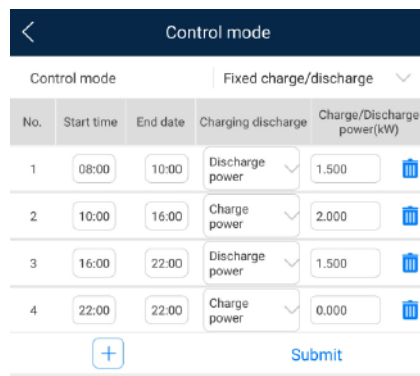 Control mode
Control mode Fixed charge/discharge
No. Start time End date Charging discharge Charge/Discharge
power(kW)
1 08:00 10:00 Discharge
power 1.500
2 10:00 16:00 Charge
power 2.000
3 16:00 22:00 Discharge
power 1.500
4 22:00 22:00 Charge
power 0.000
+ Submit